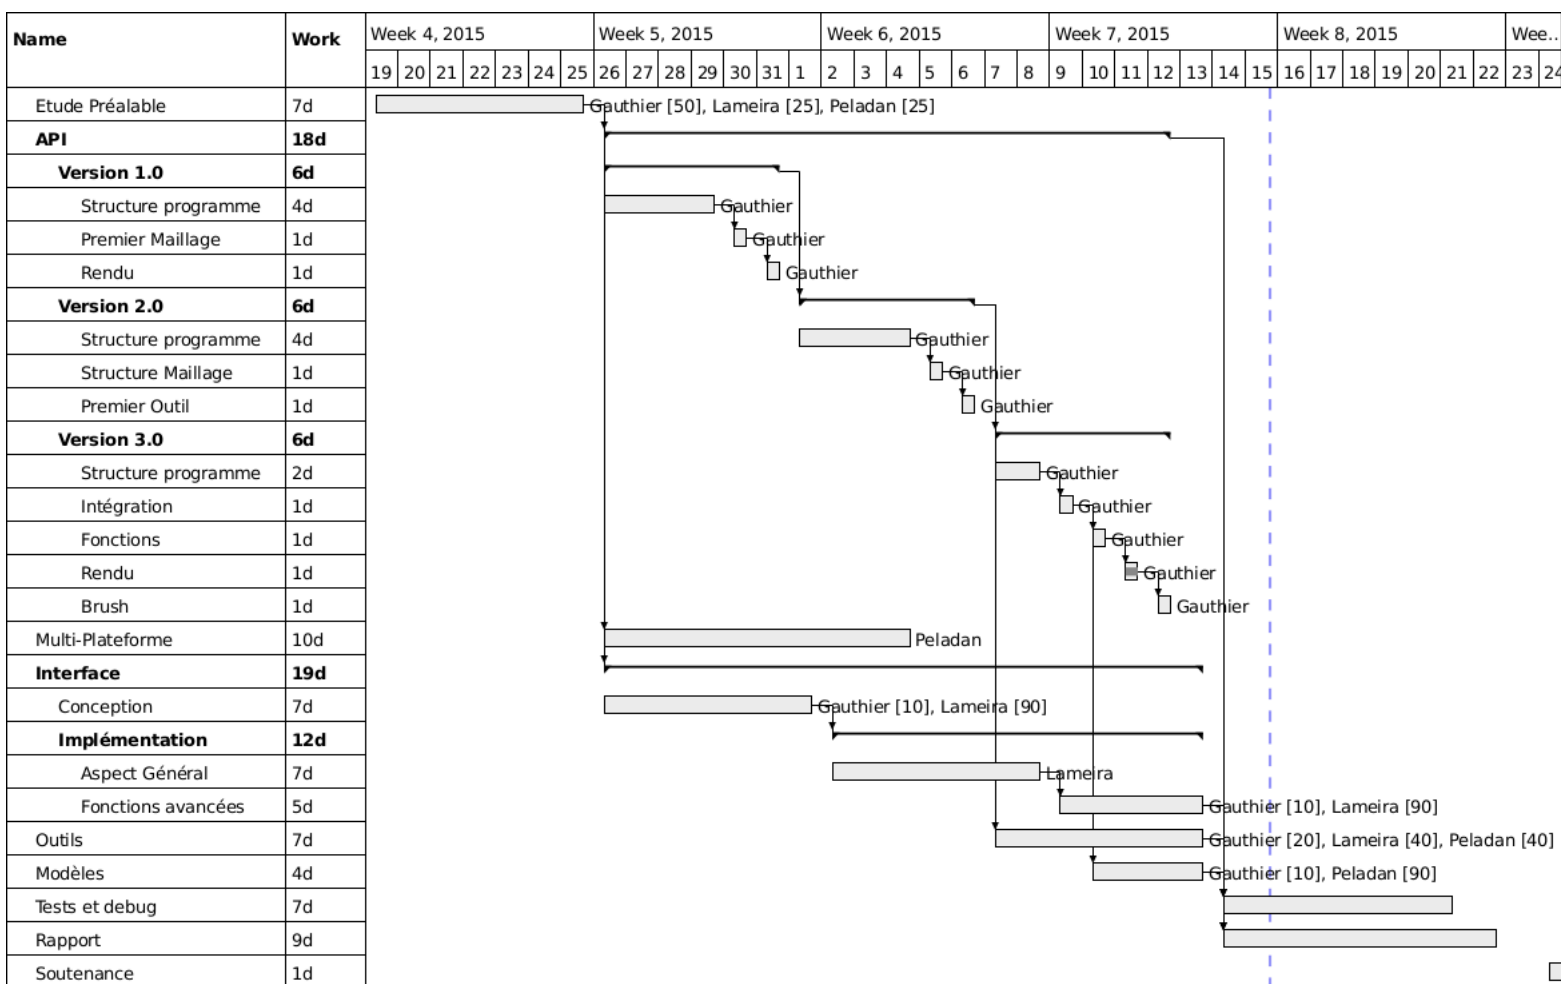 Name Work Week 4, 2015 Week 5, 2015 Week 6, 2015 Week 7, 2015 Week 8, 2015 Wee...
19 20 21 22 23 24 25 26 27 28 29 30 31 1 2 3 4 5 6 7 8 9 10 11 12 13 14 15 16 17 18 19 20 21 22 23 24
Etude Préalable 7d Gauthier [50], Lameira [25], Peladan [25]
API 18d
Version 1.0 6d
Structure programme 4d Gauthier
Premier Maillage 1d Gauthier
Rendu 1d Gauthier
Version 2.0 6d
Structure programme 4d Gauthier
Structure Maillage 1d Gauthier
Premier Outil 1d Gauthier
Version 3.0 6d
Structure programme 2d Gauthier
Intégration 1d Gauthier
Fonctions 1d Gauthier
Rendu 1d Gauthier
Brush 1d Gauthier
Multi-Plateforme 10d Peladan
Interface 19d
Conception 7d Gauthier [10], Lameira [90]
Implémentation 12d
Aspect Général 7d Lameira
Fonctions avancées 5d Gauthier [10], Lameira [90]
Outils 7d Gauthier [20], Lameira [40], Peladan [40]
Modèles 4d Gauthier [10], Peladan [90]
Tests et debug 7d
Rapport 9d
Soutenance 1d